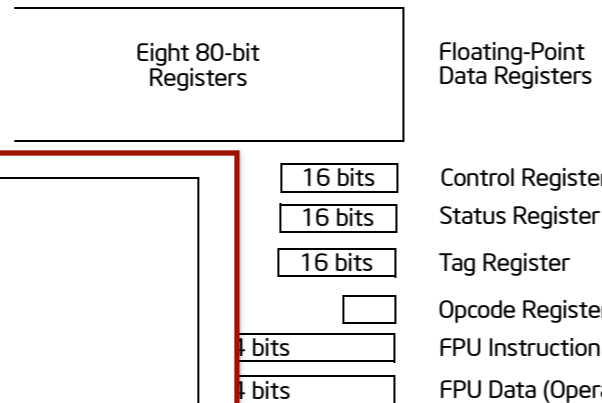 Eight 80-bit
Registers
Floating-Point
Data Registers
16 bits
Control Register
16 bits
Status Register
16 bits
Tag Register
Opcode Register
bits
FPU Instruction
bits
FPU Data